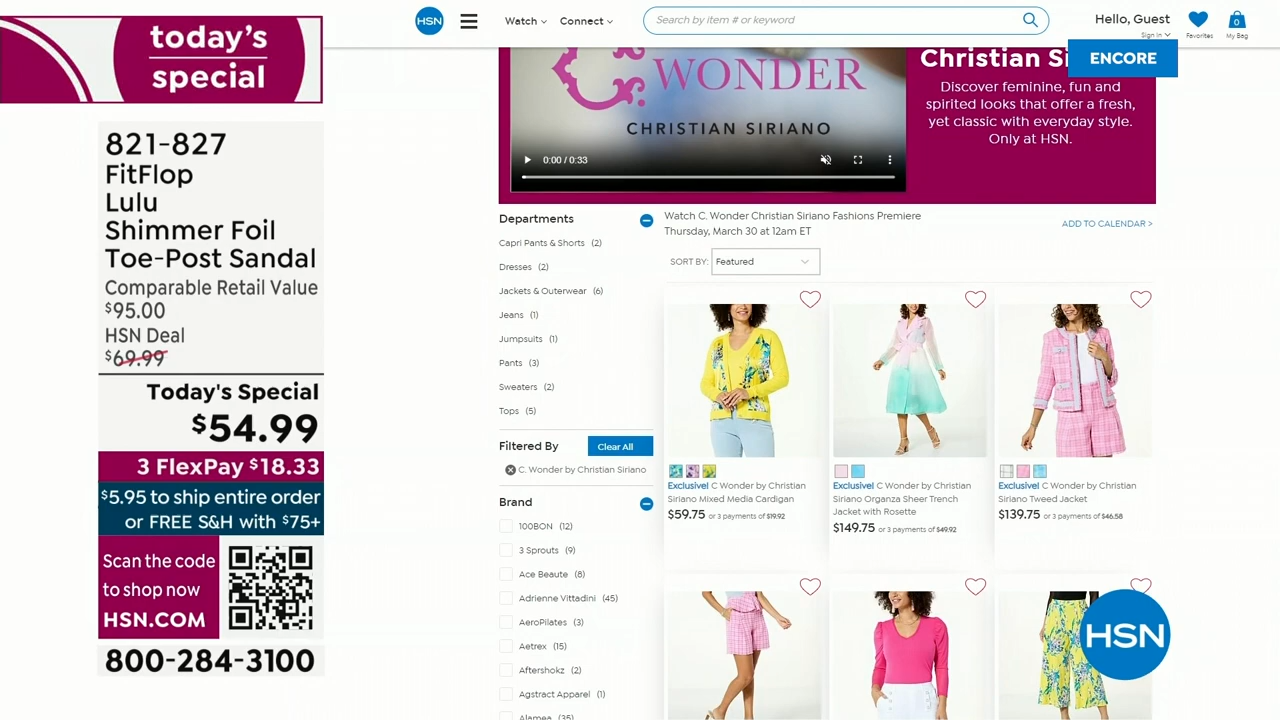 today's
special
821-827
FitFlop
Lulu
Shimmer Foil
Toe-Post Sandal
Comparable Retail Value
$95.00
HSN Deal
$69.99
Today's Special
$54.99
3 FlexPay $18.33
$5.95 to ship entire order
or FREE S&H with $75+
Scan the code
to shop now
HSN.COM
800-284-3100
HSN
Watch
Connect
Search by item # or keyword
Hello, Guest
Sign in
Favorites
0
My Bag
ENCORE
WONDER
CHRISTIAN SIRIANO
0:00 / 0:33
Christian Si
Discover feminine, fun and
spirited looks that offer a fresh,
yet classic with everyday style.
Only at HSN.
Departments
Capri Pants & Shorts (2)
Dresses (2)
Jackets & Outerwear (6)
Jeans (1)
Jumpsuits (1)
Pants (3)
Sweaters (2)
Tops (5)
Filtered By
Clear All
C. Wonder by Christian Siriano
Brand
100BON (12)
3 Sprouts (9)
Ace Beaute (8)
Adrienne Vittadini (45)
AeroPilates (3)
Aetrex (15)
Aftershokz (2)
Agstract Apparel (1)
Alamea (35)
Watch C. Wonder Christian Siriano Fashions Premiere
Thursday, March 30 at 12am ET
ADD TO CALENDAR >
SORT BY: Featured
Exclusive! C Wonder by Christian
Siriano Mixed Media Cardigan
$59.75 or 3 payments of $19.92
Exclusive! C Wonder by Christian
Siriano Organza Sheer Trench
Jacket with Rosette
$149.75 or 3 payments of $49.92
Exclusive! C Wonder by Christian
Siriano Tweed Jacket
$139.75 or 3 payments of $46.58
HSN